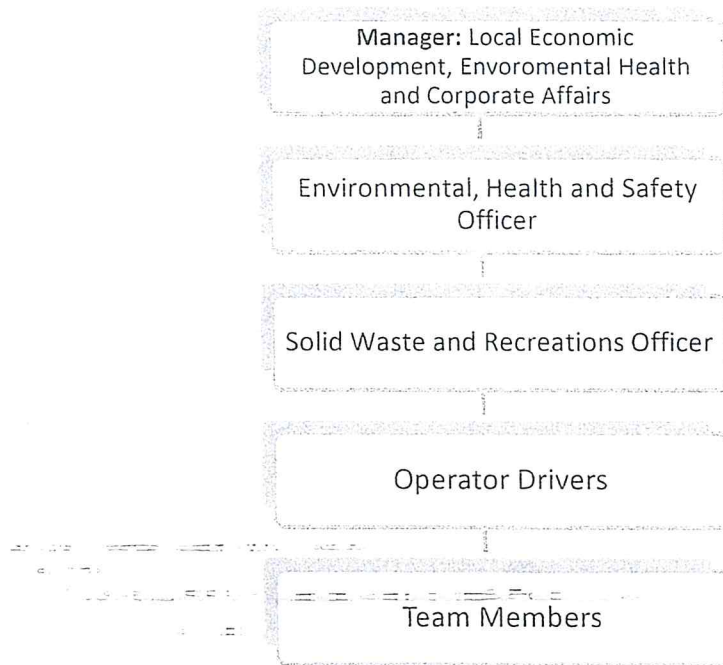 Manager: Local Economic
Development, Envoromental Health
and Corporate Affairs
Environmental, Health and Safety
Officer
Solid Waste and Recreations Officer
Operator Drivers
Team Members